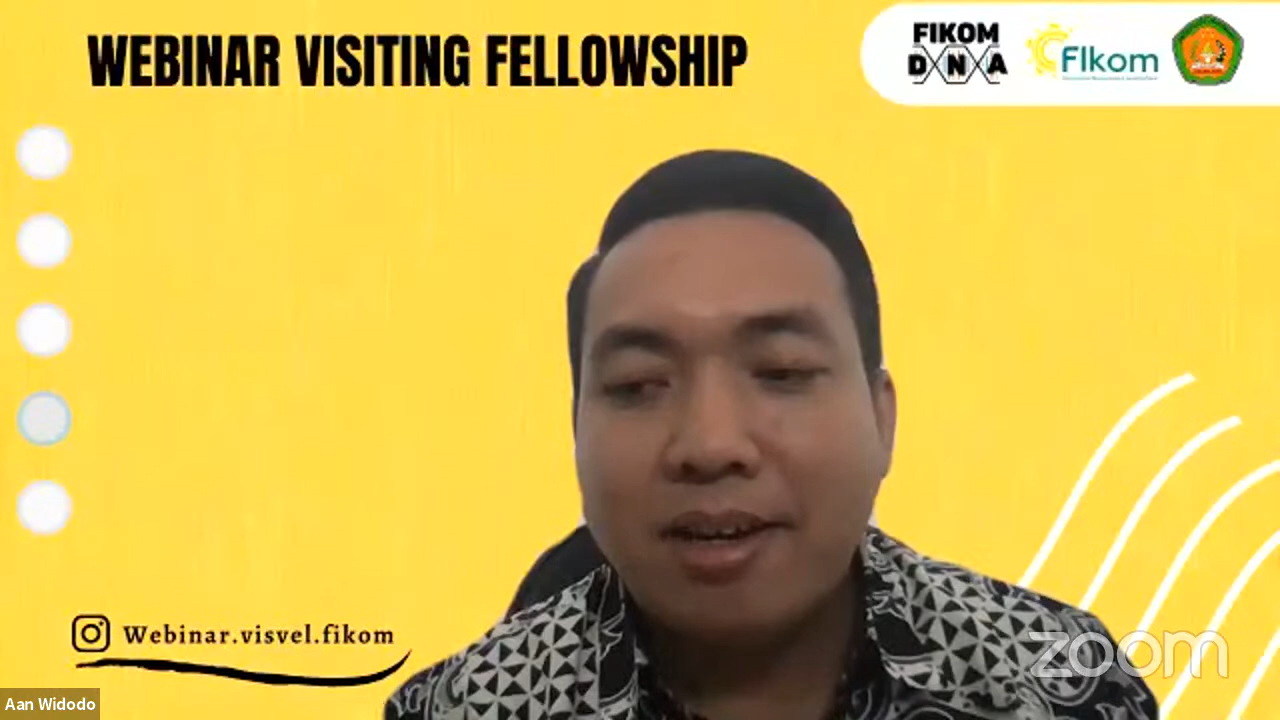 WEBINAR VISITING FELLOWSHIP
FIKOM
DNA
FIkom
Webinar.visvel.fikom
zoom
Aan Widodo